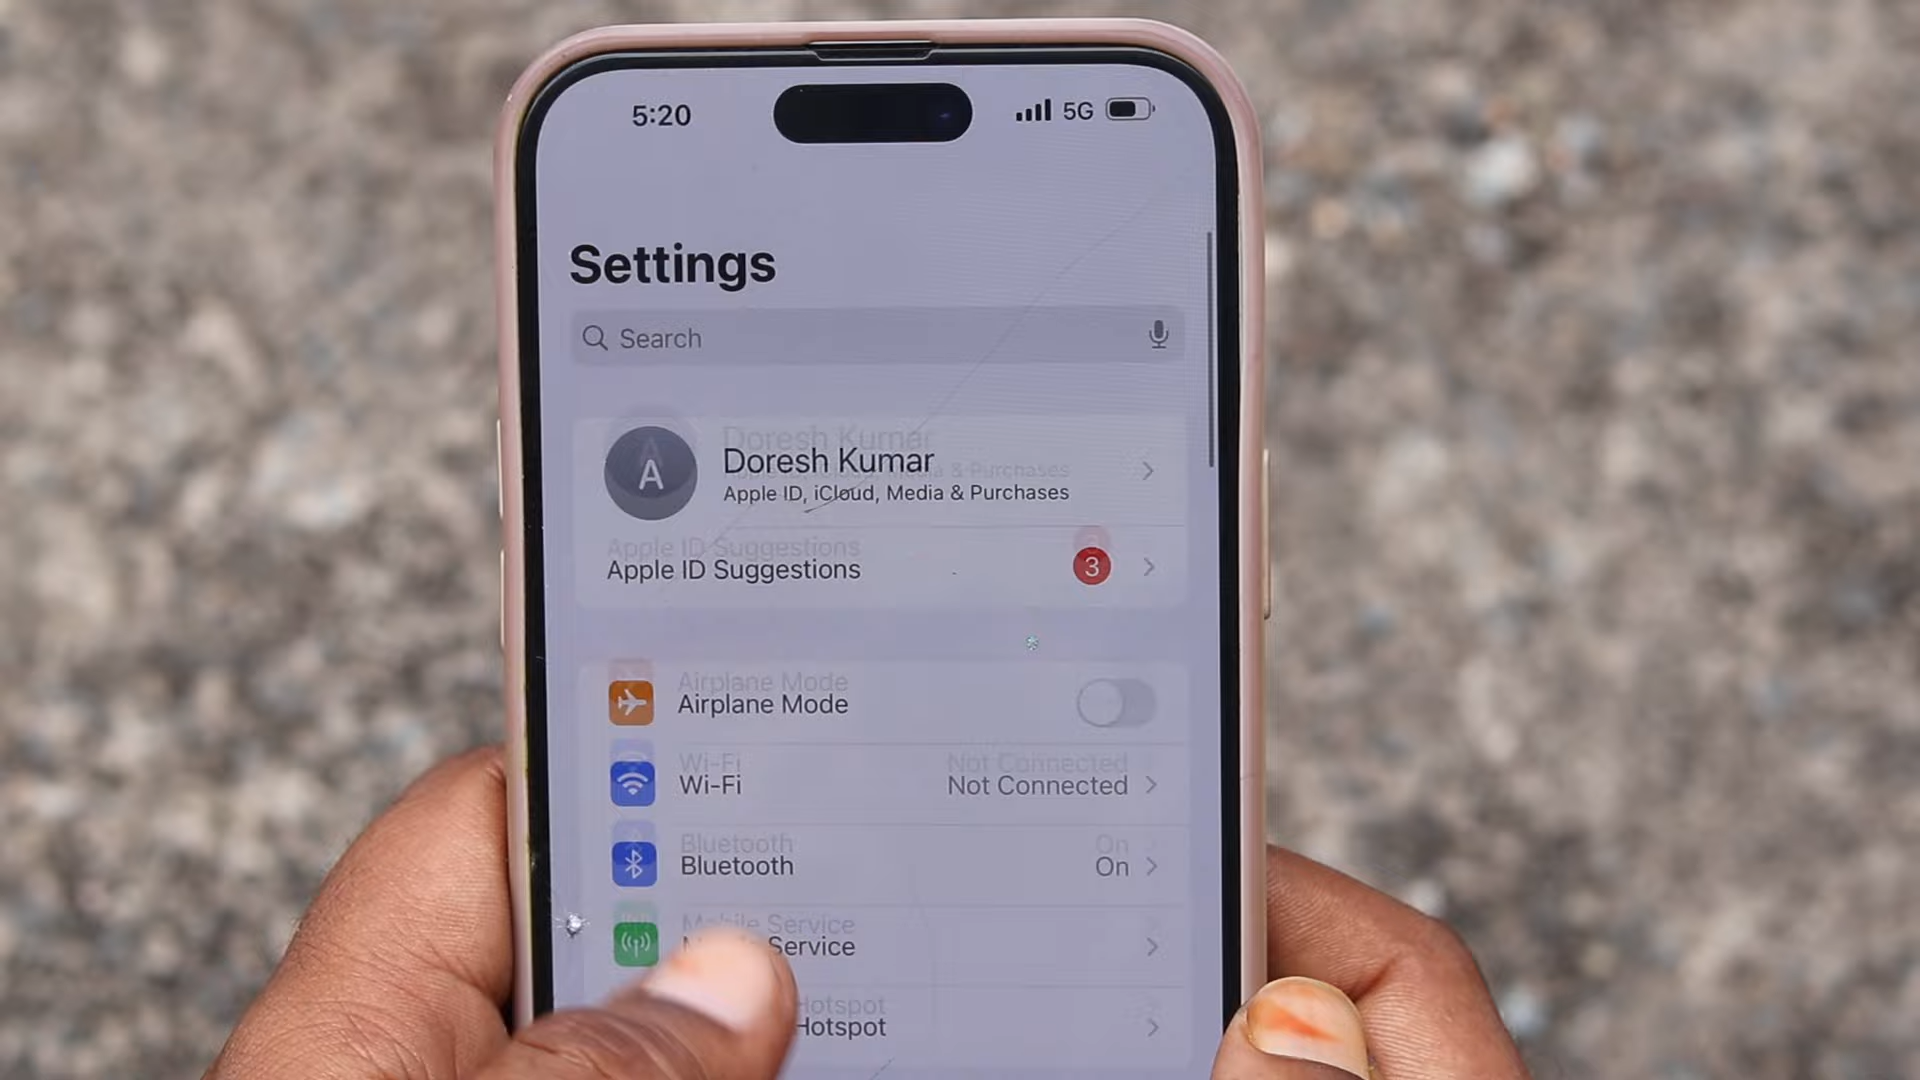 5:20
5G
Settings
Search
A
Doresh Kumar
Apple ID, iCloud, Media & Purchases
Apple ID Suggestions
3
Airplane Mode
Wi-Fi
Not Connected
Bluetooth
On
Service
Hotspot